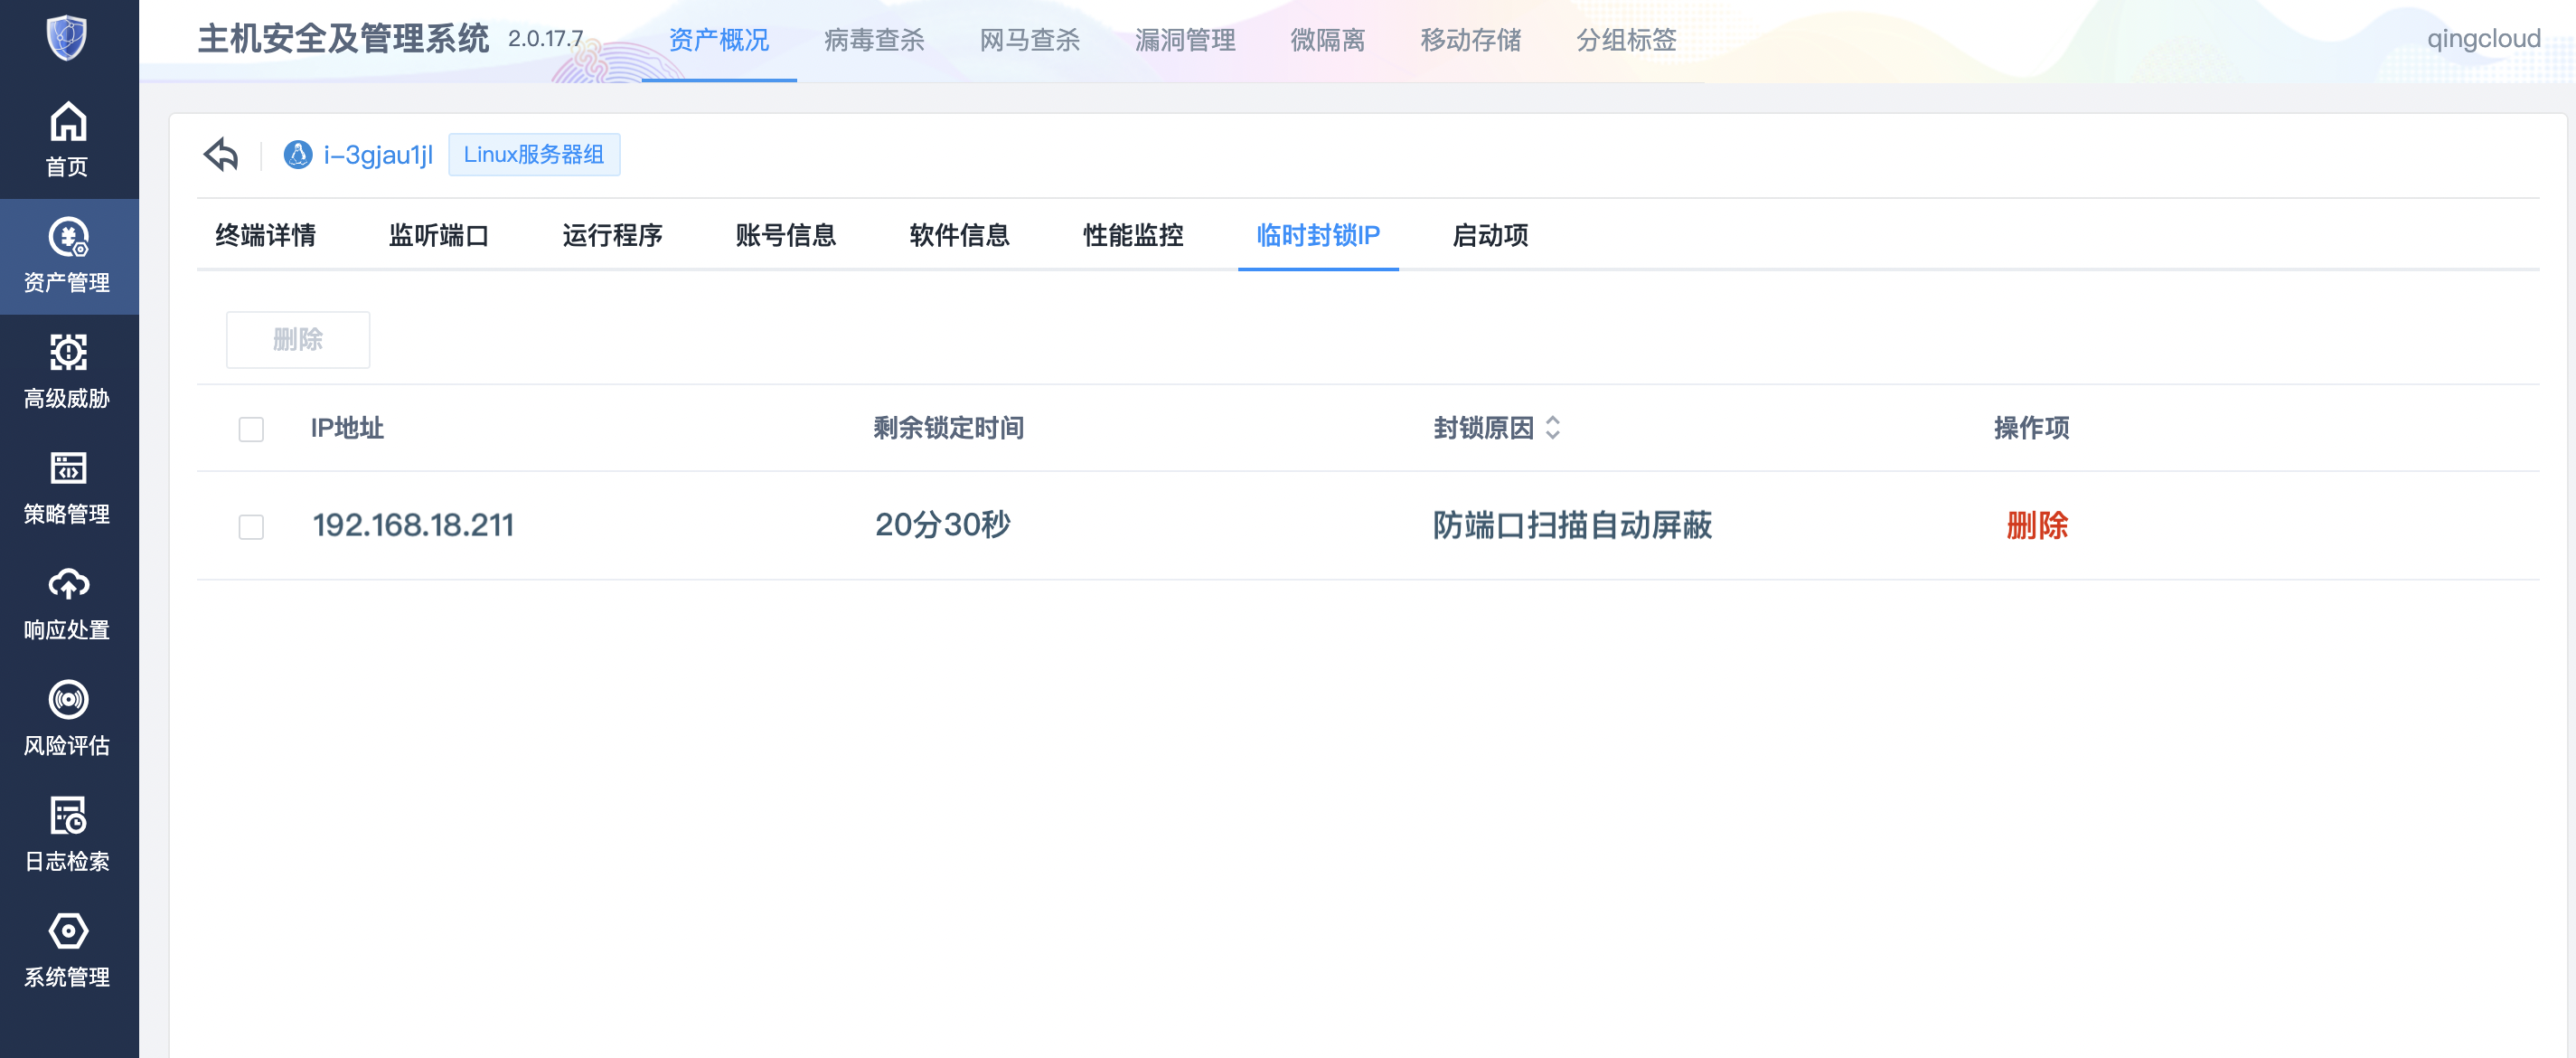 主机安全及管理系统 2.0.17.7 资产概况 病毒查杀 网马查杀 漏洞管理 微隔离 移动存储 分组标签 qingcloud
首页
资产管理
高级威胁
策略管理
响应处置
风险评估
日志检索
系统管理
i-3gjau1jl Linux服务器组
终端详情 监听端口 运行程序 账号信息 软件信息 性能监控 临时封锁IP 启动项
删除
IP地址 剩余锁定时间 封锁原因 操作项
192.168.18.211 20分30秒 防端口扫描自动屏蔽 删除